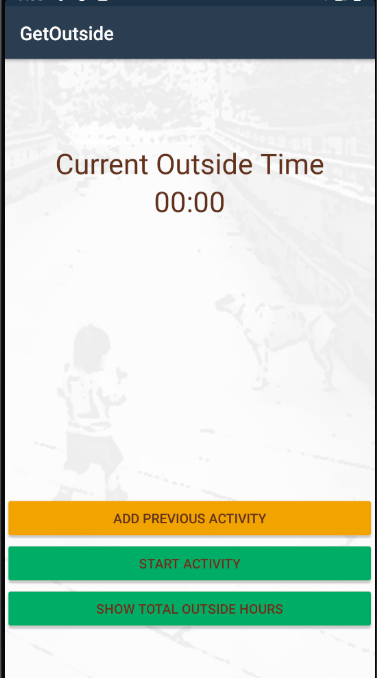 GetOutside
Current Outside Time
00:00
ADD PREVIOUS ACTIVITY
START ACTIVITY
SHOW TOTAL OUTSIDE HOURS